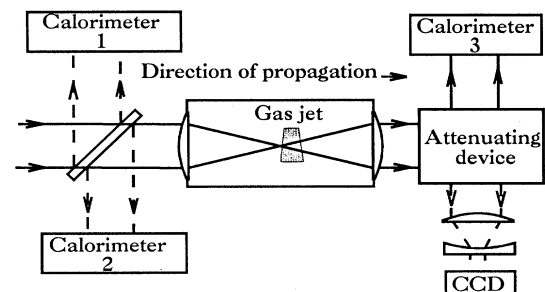 Calorimeter
1
Calorimeter
3
Direction of propagation
Gas jet
Attenuating
device
Calorimeter
2
CCD